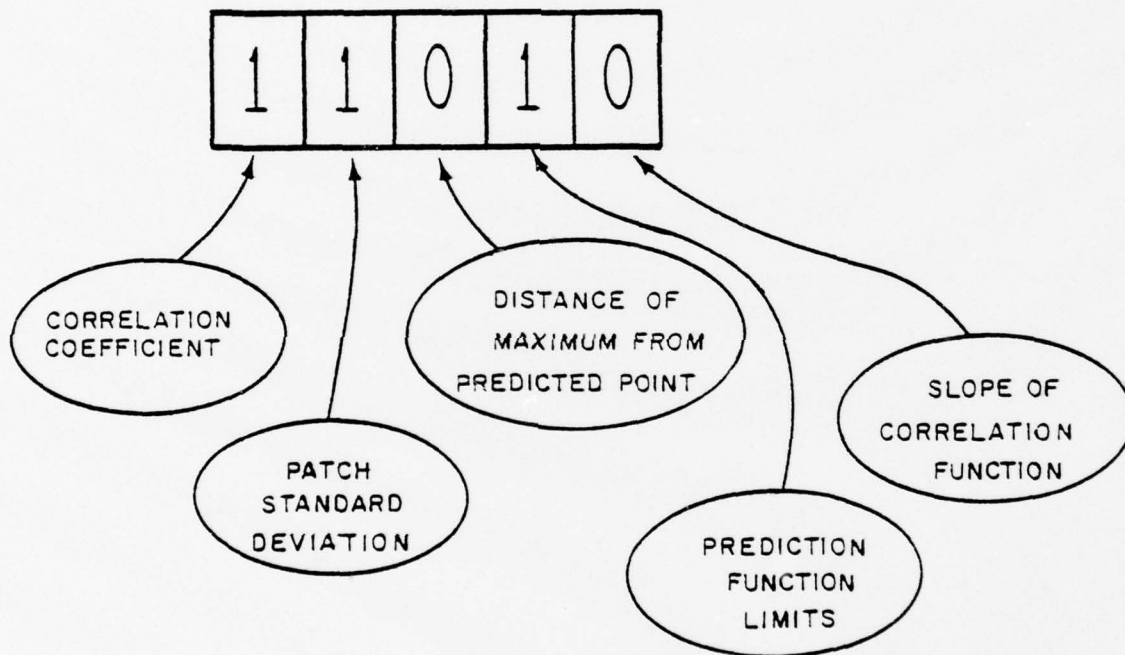 1 1 0 1 0
CORRELATION
COEFFICIENT
DISTANCE OF
MAXIMUM FROM
PREDICTED POINT
SLOPE OF
CORRELATION
FUNCTION
PATCH
STANDARD
DEVIATION
PREDICTION
FUNCTION
LIMITS